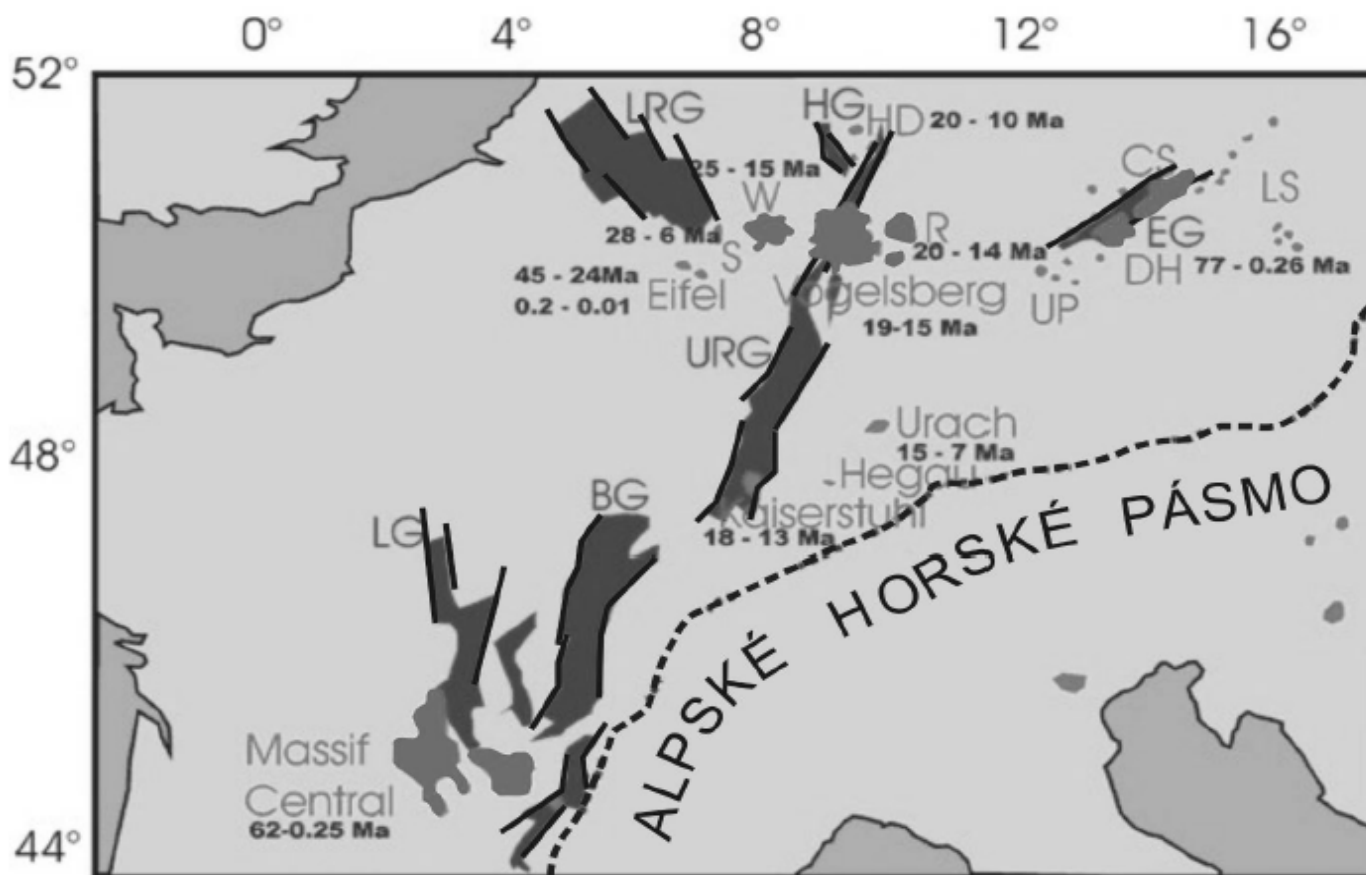 0° 4° 8° 12° 16°
52°
LRG
HG
HD 20 - 10 Ma
25 - 15 Ma
W
CS
LS
28 - 6 Ma
S
R
20 - 14 Ma
EG
DH
77 - 0.26 Ma
45 - 24Ma
0.2 - 0.01
Eifel
Vogelsberg
19-15 Ma
UP
URG
48°
Urach
15 - 7 Ma
Hegau
Kaiserstuhl
18 - 13 Ma
BG
LG
ALPSKÉ HORSKÉ PÁSMO
Massif
Central
62-0.25 Ma
44°